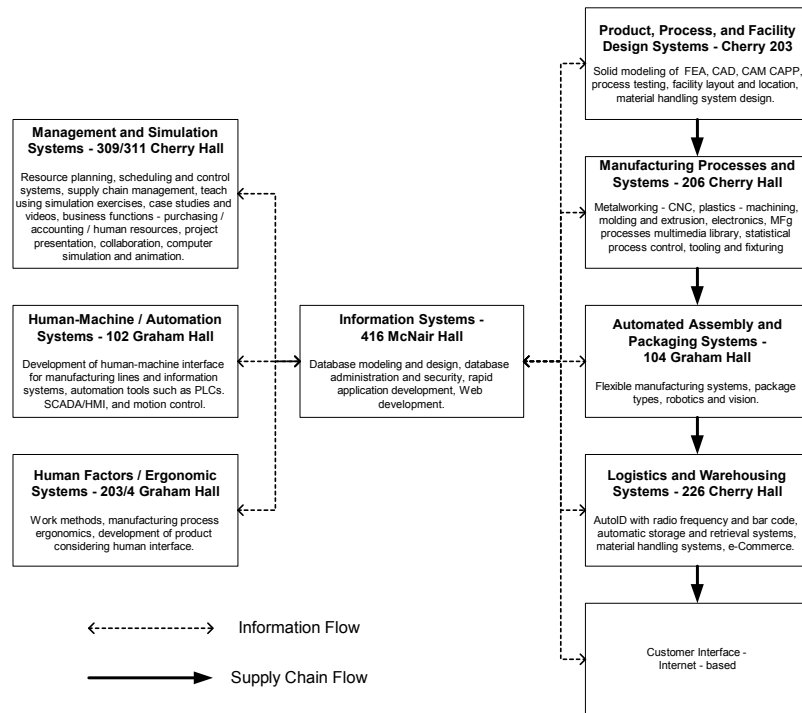 Management and Simulation
Systems - 309/311 Cherry Hall
Resource planning, scheduling and control
systems, supply chain management, teach
using simulation exercises, case studies and
videos, business functions - purchasing /
accounting / human resources, project
presentation, collaboration, computer
simulation and animation.
Human-Machine / Automation
Systems - 102 Graham Hall
Development of human-machine interface
for manufacturing lines and information
systems, automation tools such as PLCs.
SCADA/HMI, and motion control.
Human Factors / Ergonomic
Systems - 203/4 Graham Hall
Work methods, manufacturing process
ergonomics, development of product
considering human interface.
Information Systems -
416 McNair Hall
Database modeling and design, database
administration and security, rapid
application development, Web
development.
Product, Process, and Facility
Design Systems - Cherry 203
Solid modeling of FEA, CAD, CAM CAPP,
process testing, facility layout and location,
material handling system design.
Manufacturing Processes and
Systems - 206 Cherry Hall
Metalworking - CNC, plastics - machining,
molding and extrusion, electronics, MFg
processes multimedia library, statistical
process control, tooling and fixturing
Automated Assembly and
Packaging Systems -
104 Graham Hall
Flexible manufacturing systems, package
types, robotics and vision.
Logistics and Warehousing
Systems - 226 Cherry Hall
AutoID with radio frequency and bar code,
automatic storage and retrieval systems,
material handling systems, e-Commerce.
Customer Interface -
Internet - based
Information Flow
Supply Chain Flow